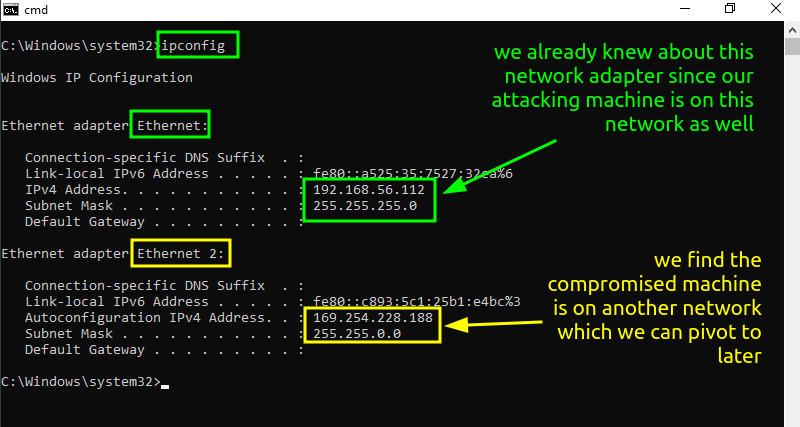 cmd
C:\Windows\system32>ipconfig
Windows IP Configuration
we already knew about this
network adapter since our
attacking machine is on this
network as well
Ethernet adapter Ethernet:
Connection-specific DNS Suffix . :
Link-local IPv6 Address . . . . . : fe80::a525:35:7527:32ea%6
IPv4 Address. . . . . . . . . . . : 192.168.56.112
Subnet Mask . . . . . . . . . . . : 255.255.255.0
Default Gateway . . . . . . . . . :
Ethernet adapter Ethernet 2:
Connection-specific DNS Suffix . :
Link-local IPv6 Address . . . . . : fe80::c893:5c1:25b1:e4bc%3
Autoconfiguration IPv4 Address. . : 169.254.228.188
Subnet Mask . . . . . . . . . . . : 255.255.0.0
Default Gateway . . . . . . . . . :
we find the
compromised machine
is on another network
which we can pivot to
later
C:\Windows\system32>